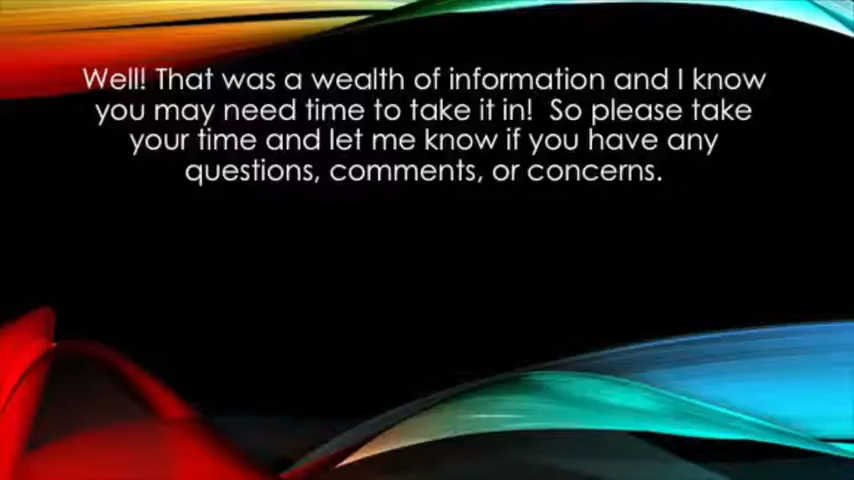 Well! That was a wealth of information and I know
you may need time to take it in!  So please take
your time and let me know if you have any
questions, comments, or concerns.